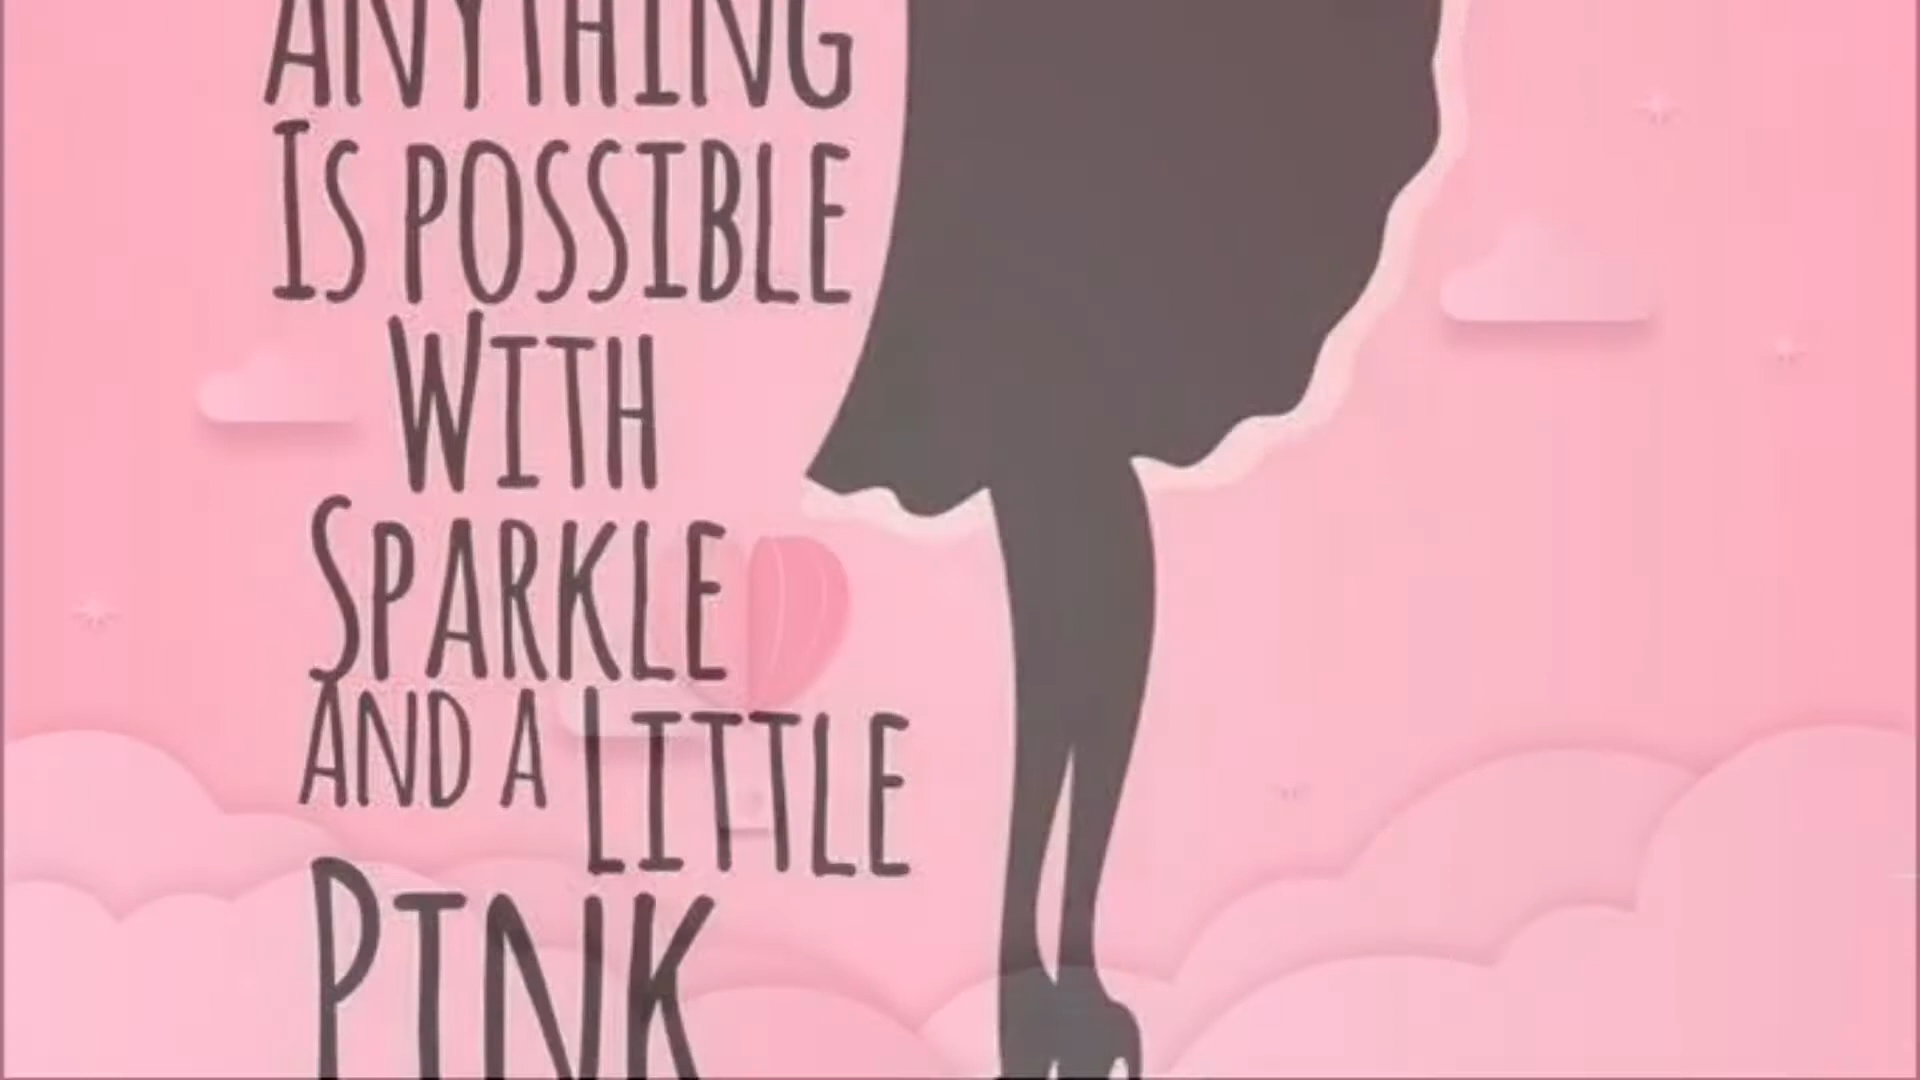 ANYTHING
IS POSSIBLE
WITH
SPARKLE
AND A LITTLE
PINK